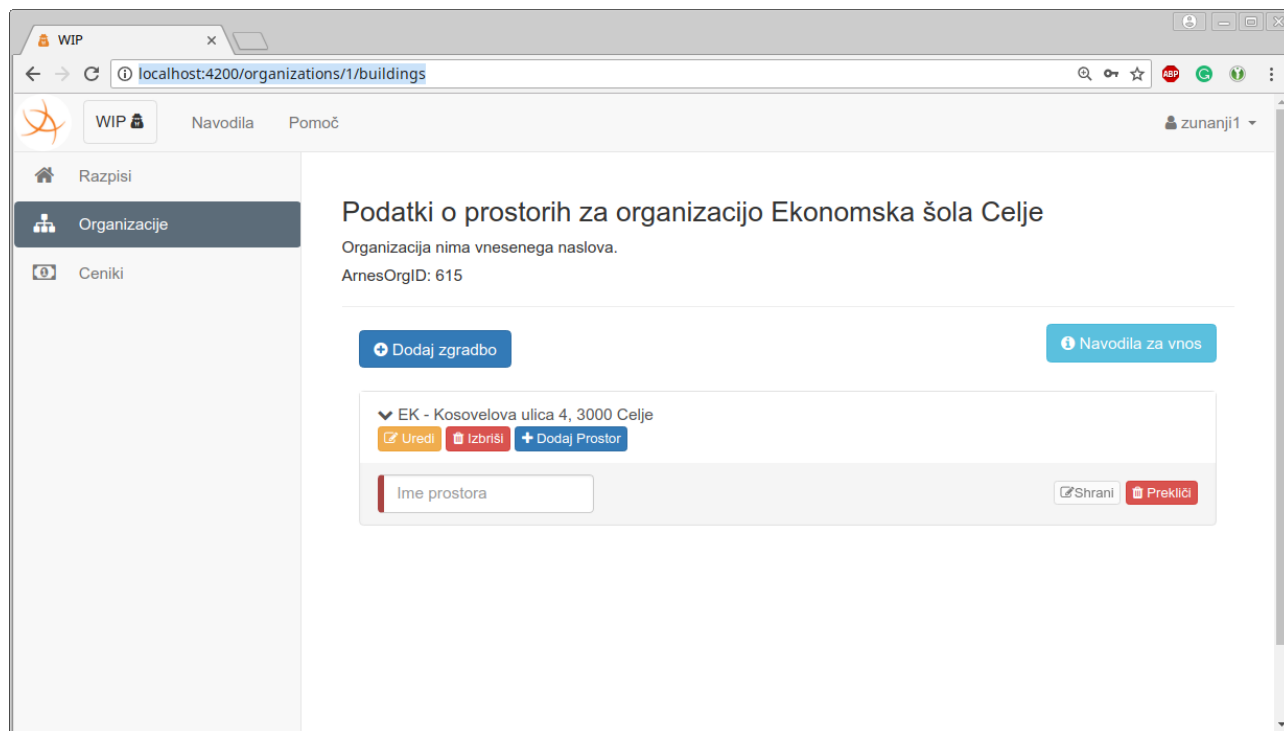 WIP
localhost:4200/organizations/1/buildings
ABP
G
WIP Navodila Pomoč zunanji1
Razpisi
Organizacije
Ceniki
Podatki o prostorih za organizacijo Ekonomska šola Celje
Organizacija nima vnesenega naslova.
ArnesOrgID: 615
Dodaj zgradbo
Navodila za vnos
EK - Kosovelova ulica 4, 3000 Celje
Uredi Izbriši Dodaj Prostor
Ime prostora
Shrani Prekliči